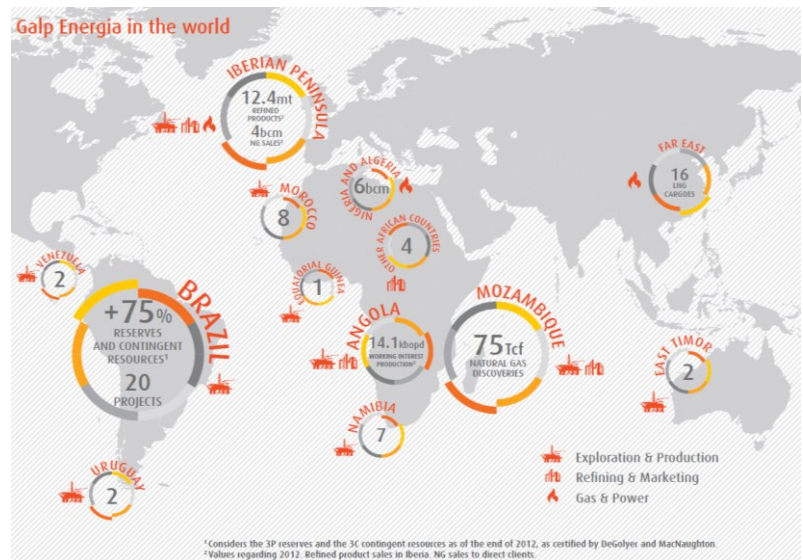 Galp Energia in the world
IBERIAN PENINSULA
12.4mt
REFINED
PRODUCTS²
4bcm
NG SALES²
FAR EAST
16
LNG
CARGOES
NIGERIA AND ALGERIA
6bcm
MOROCCO
8
OTHER AFRICAN COUNTRIES
4
VENEZUELA
2
EQUATORIAL GUINEA
1
BRAZIL
+75%
RESERVES
AND CONTINGENT
RESOURCES¹
20
PROJECTS
ANGOLA
14.1kbopd
WORKING INTEREST
PRODUCTION²
MOZAMBIQUE
75Tcf
NATURAL GAS
DISCOVERIES
EAST TIMOR
2
NAMIBIA
7
URUGUAY
2
Exploration & Production
Refining & Marketing
Gas & Power
¹Considers the 3P reserves and the 3C contingent resources as of the end of 2012, as certified by DeGolyer and MacNaughton.
²Values regarding 2012. Refined product sales in Iberia. NG sales to direct clients.